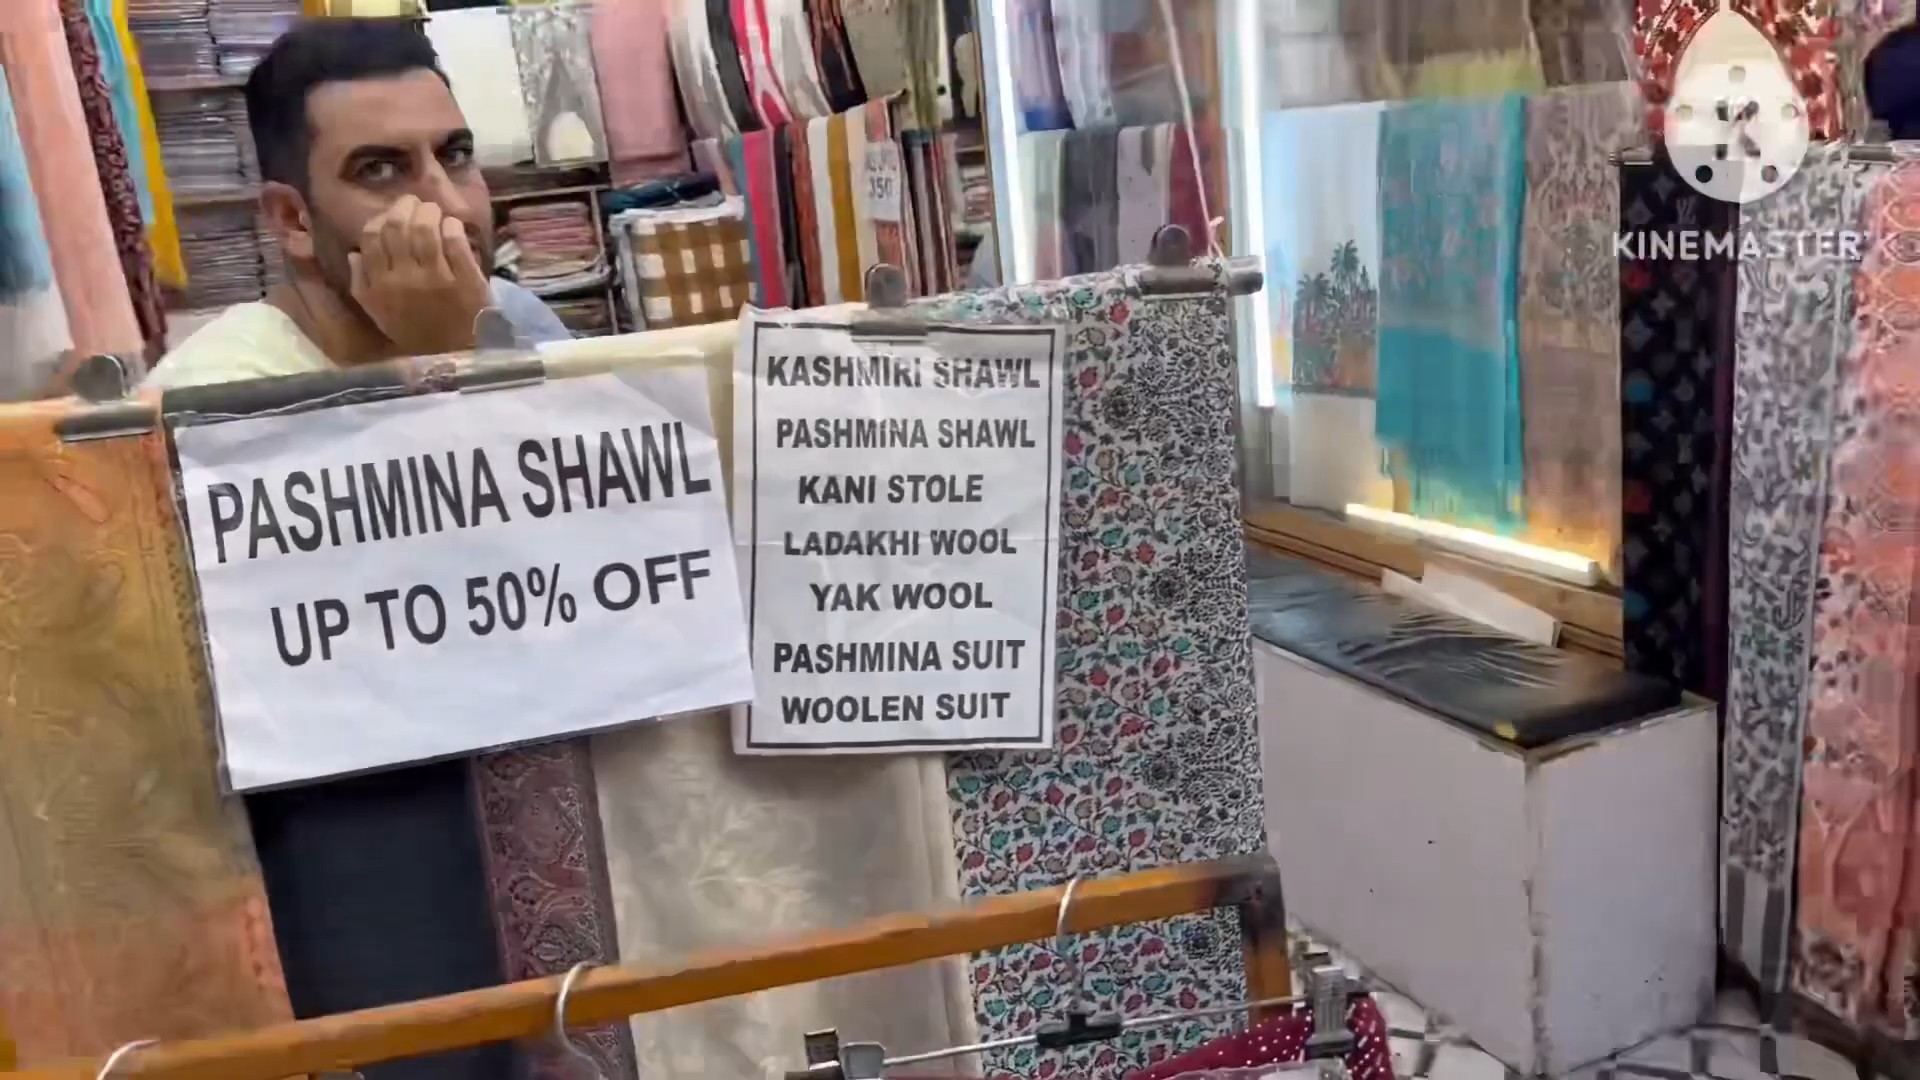 PASHMINA SHAWL
UP TO 50% OFF
KASHMIRI SHAWL
PASHMINA SHAWL
KANI STOLE
LADAKHI WOOL
YAK WOOL
PASHMINA SUIT
WOOLEN SUIT
350
K
KINEMASTER